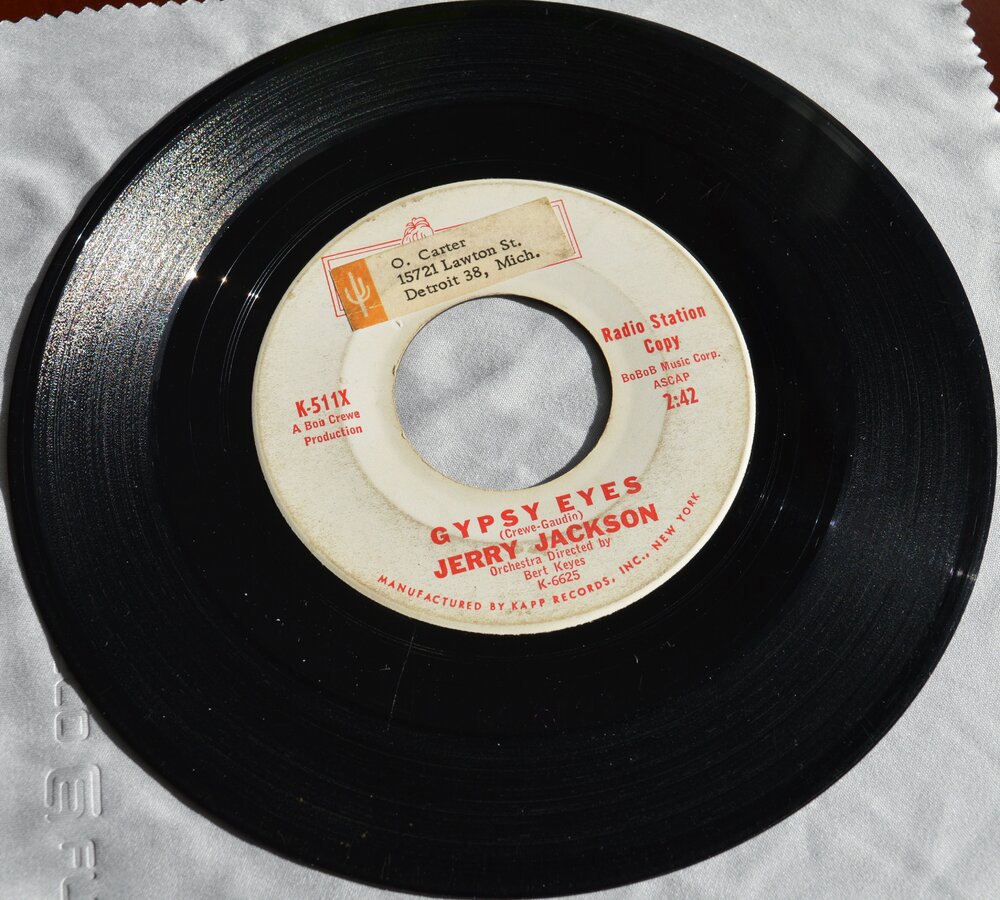 O. Carter
15721 Lawton St.
Detroit 38, Mich.
Radio Station
Copy
BoBoB Music Corp.
ASCAP
2:42
K-511X
A Bob Crewe
Production
GYPSY EYES
(Crewe-Gaudio)
JERRY JACKSON
Orchestra Directed by
Bert Keyes
K-6625
MANUFACTURED BY KAPP RECORDS, INC., NEW YORK